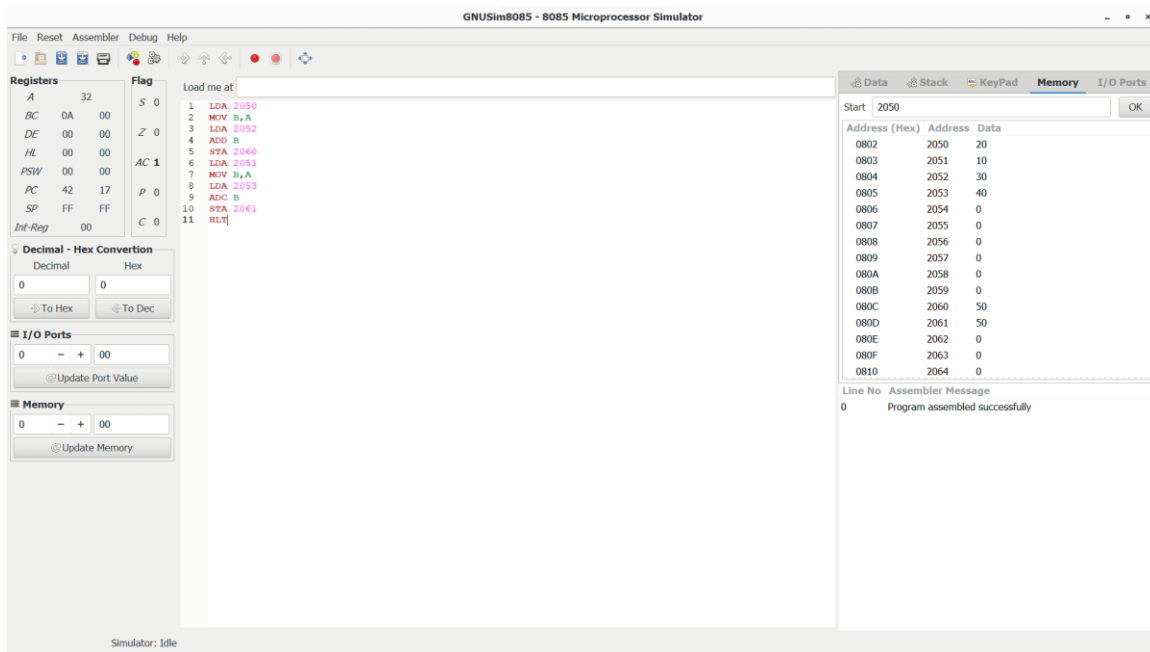 GNUSim8085 - 8085 Microprocessor Simulator
File Reset Assembler Debug Help
Registers
A 32
BC 0A 00
DE 00 00
HL 00 00
PSW 00 00
PC 42 17
SP FF FF
Int-Reg 00
Flag
S 0
Z 0
AC 1
P 0
C 0
Decimal - Hex Convertion
Decimal Hex
0 0
To Hex To Dec
I/O Ports
0 - + 00
Update Port Value
Memory
0 - + 00
Update Memory
Load me at
1 LDA 2050
2 MOV B,A
3 LDA 2052
4 ADD B
5 STA 2060
6 LDA 2051
7 MOV B,A
8 LDA 2053
9 ADC B
10 STA 2061
11 HLT
Data Stack KeyPad Memory I/O Ports
Start 2050 OK
Address (Hex) Address Data
0802 2050 20
0803 2051 10
0804 2052 30
0805 2053 40
0806 2054 0
0807 2055 0
0808 2056 0
0809 2057 0
080A 2058 0
080B 2059 0
080C 2060 50
080D 2061 50
080E 2062 0
080F 2063 0
0810 2064 0
Line No Assembler Message
0 Program assembled successfully
Simulator: Idle